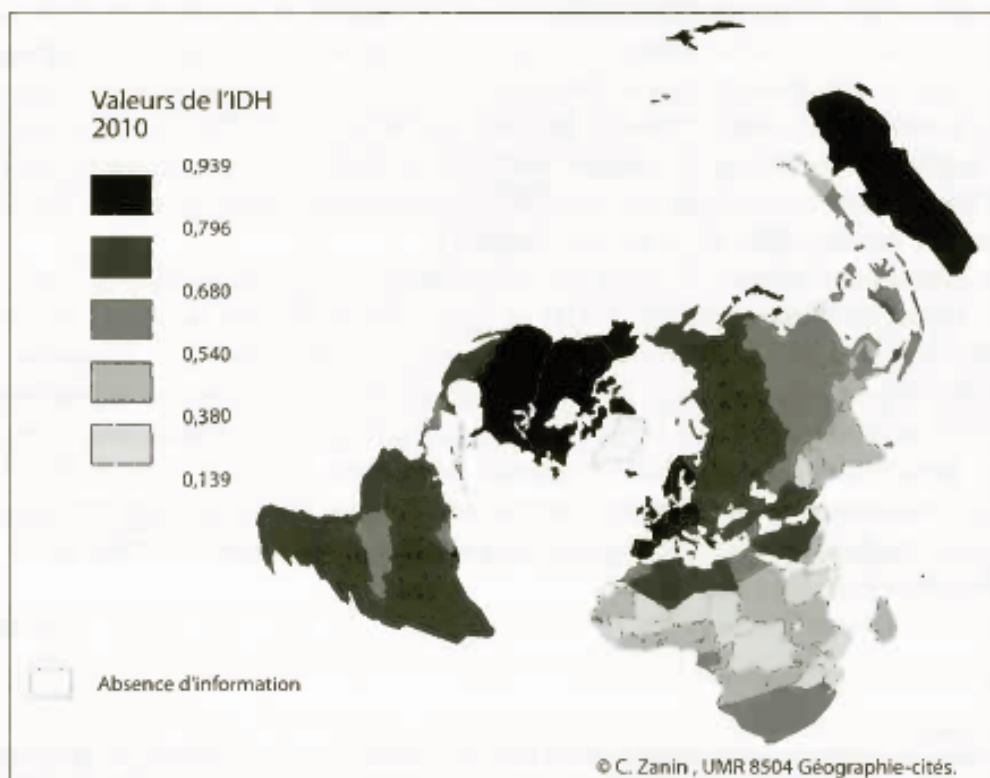 Valeurs de l'IDH
2010
0,939
0,796
0,680
0,540
0,380
0,139
Absence d'information
© C. Zanin , UMR 8504 Géographie-cités.